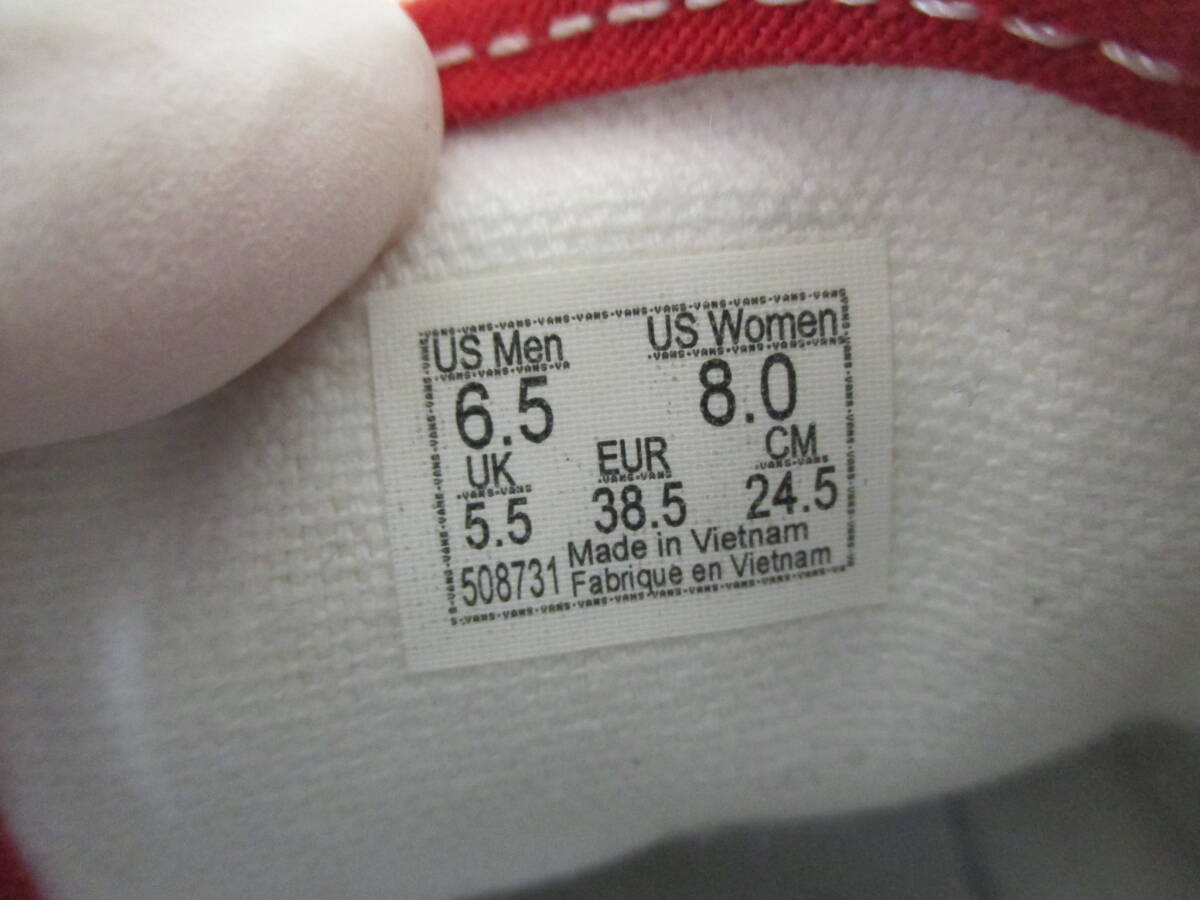 US Men US Women
6.5 8.0
UK EUR CM
5.5 38.5 24.5
Made in Vietnam
508731 Fabrique en Vietnam